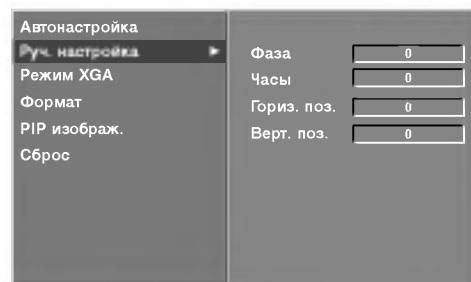 Автонастройка
Руч. настройка
Режим XGA
Формат
PIP изображ.
Сброс
Фаза 0
Часы 0
Гориз. поз. 0
Верт. поз. 0